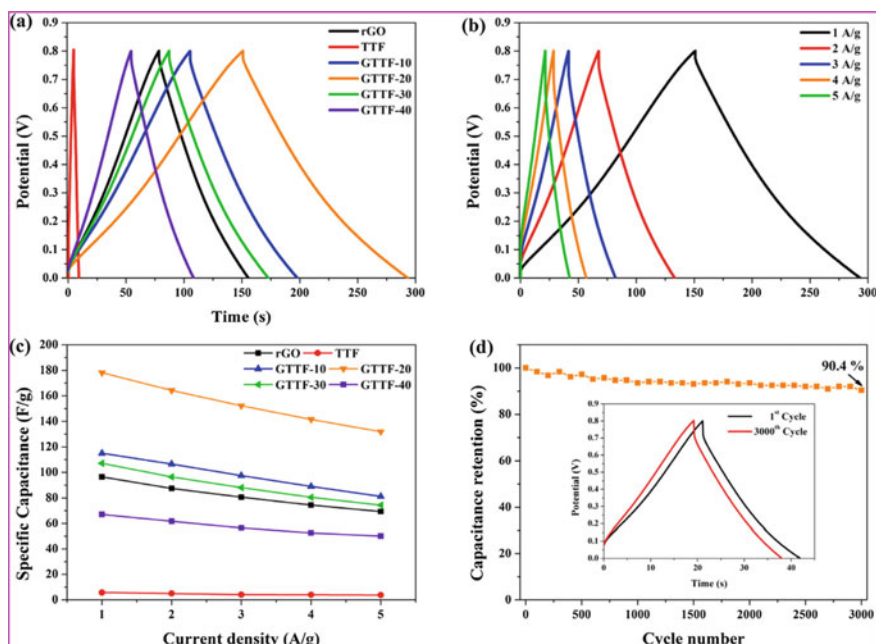 (a)
rGO
TTF
GTTF-10
GTTF-20
GTTF-30
GTTF-40
0.9
0.8
0.7
0.6
0.5
0.4
0.3
0.2
0.1
0.0
Potential (V)
0 50 100 150 200 250 300
Time (s)
(b)
1 A/g
2 A/g
3 A/g
4 A/g
5 A/g
0.9
0.8
0.7
0.6
0.5
0.4
0.3
0.2
0.1
0.0
Potential (V)
0 50 100 150 200 250 300
Time (s)
(c)
rGO TTF
GTTF-10 GTTF-20
GTTF-30 GTTF-40
200
180
160
140
120
100
80
60
40
20
0
Specific Capacitance (F/g)
1 2 3 4 5
Current density (A/g)
(d)
90.4 %
120
100
80
60
40
20
0
Capacitance retention (%)
1st Cycle
3000th Cycle
0.9
0.8
0.7
0.6
0.5
0.4
0.3
0.2
0.1
0.0
Potential (V)
0 10 20 30 40
Time (s)
0 500 1000 1500 2000 2500 3000
Cycle number